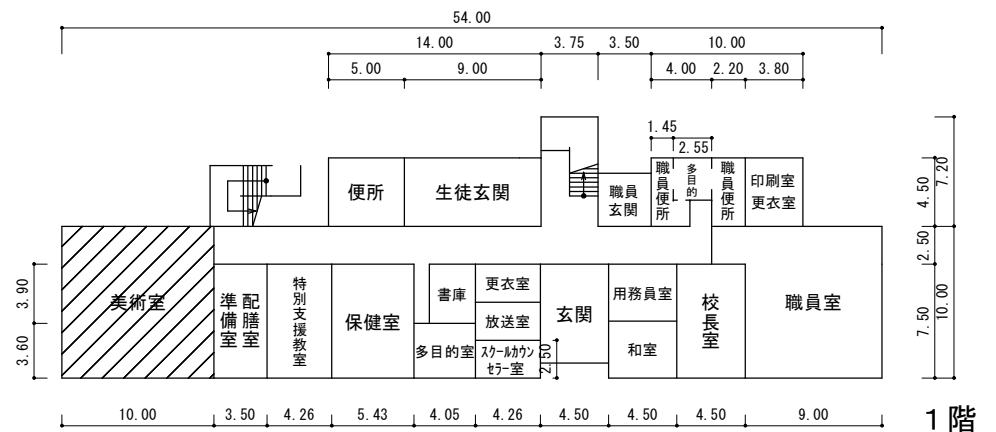 54.00
14.00
3.75
3.50
10.00
5.00
9.00
4.00
2.20
3.80
1.45
2.55
便所
生徒玄関
職員
玄関
職員便所
多目的
職員便所
印刷室
更衣室
4.50
7.20
美術室
準備室
配膳室
特別支援教室
保健室
書庫
多目的室
更衣室
放送室
スクールカウン
セラー室
2.50
玄関
用務員室
和室
校長室
職員室
3.90
3.60
2.50
7.50
10.00
10.00
3.50
4.26
5.43
4.05
4.26
4.50
4.50
4.50
9.00
1階